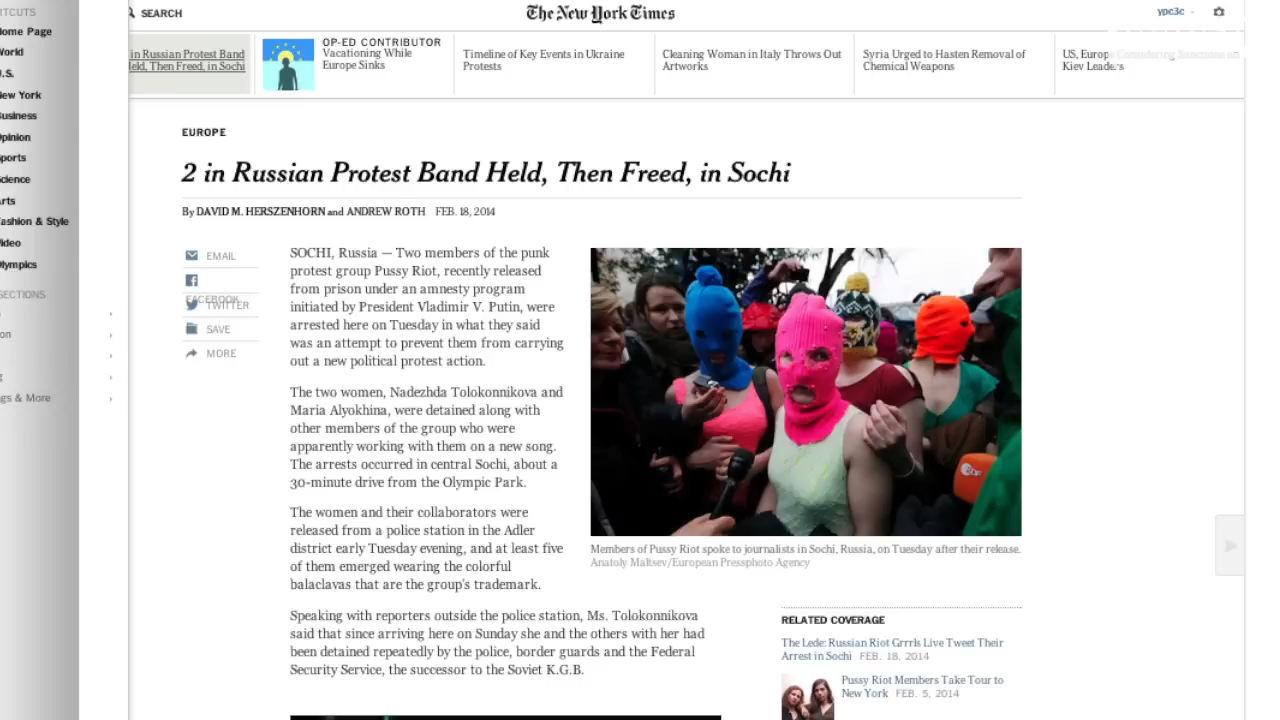 RTCUTS
SEARCH
The New York Times
ypc3c
ome Page
orld
.S.
ew York
usiness
pinion
ports
cience
rts
ashion & Style
ideo
lympics
SECTIONS
on
g
gs & More
in Russian Protest Band
eld, Then Freed, in Sochi
OP-ED CONTRIBUTOR
Vacationing While
Europe Sinks
Timeline of Key Events in Ukraine
Protests
Cleaning Woman in Italy Throws Out
Artworks
Syria Urged to Hasten Removal of
Chemical Weapons
US, Europe Considering Sanctions on
Kiev Leaders
EUROPE
2 in Russian Protest Band Held, Then Freed, in Sochi
By DAVID M. HERSZENHORN and ANDREW ROTH FEB. 18, 2014
EMAIL
FACEBOOK
TWITTER
SAVE
MORE
SOCHI, Russia — Two members of the punk
protest group Pussy Riot, recently released
from prison under an amnesty program
initiated by President Vladimir V. Putin, were
arrested here on Tuesday in what they said
was an attempt to prevent them from carrying
out a new political protest action.
The two women, Nadezhda Tolokonnikova and
Maria Alyokhina, were detained along with
other members of the group who were
apparently working with them on a new song.
The arrests occurred in central Sochi, about a
30-minute drive from the Olympic Park.
The women and their collaborators were
released from a police station in the Adler
district early Tuesday evening, and at least five
of them emerged wearing the colorful
balaclavas that are the group's trademark.
Speaking with reporters outside the police station, Ms. Tolokonnikova
said that since arriving here on Sunday she and the others with her had
been detained repeatedly by the police, border guards and the Federal
Security Service, the successor to the Soviet K.G.B.
Members of Pussy Riot spoke to journalists in Sochi, Russia, on Tuesday after their release.
Anatoly Maltsev/European Pressphoto Agency
RELATED COVERAGE
The Lede: Russian Riot Grrrls Live Tweet Their
Arrest in Sochi FEB. 18, 2014
Pussy Riot Members Take Tour to
New York FEB. 5, 2014